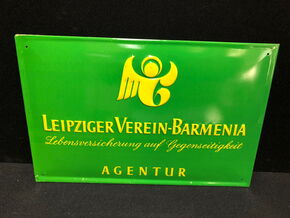 LEIPZIGER VEREIN-BARMENIA
Lebensversicherung auf Gegenseitigkeit
AGENTUR